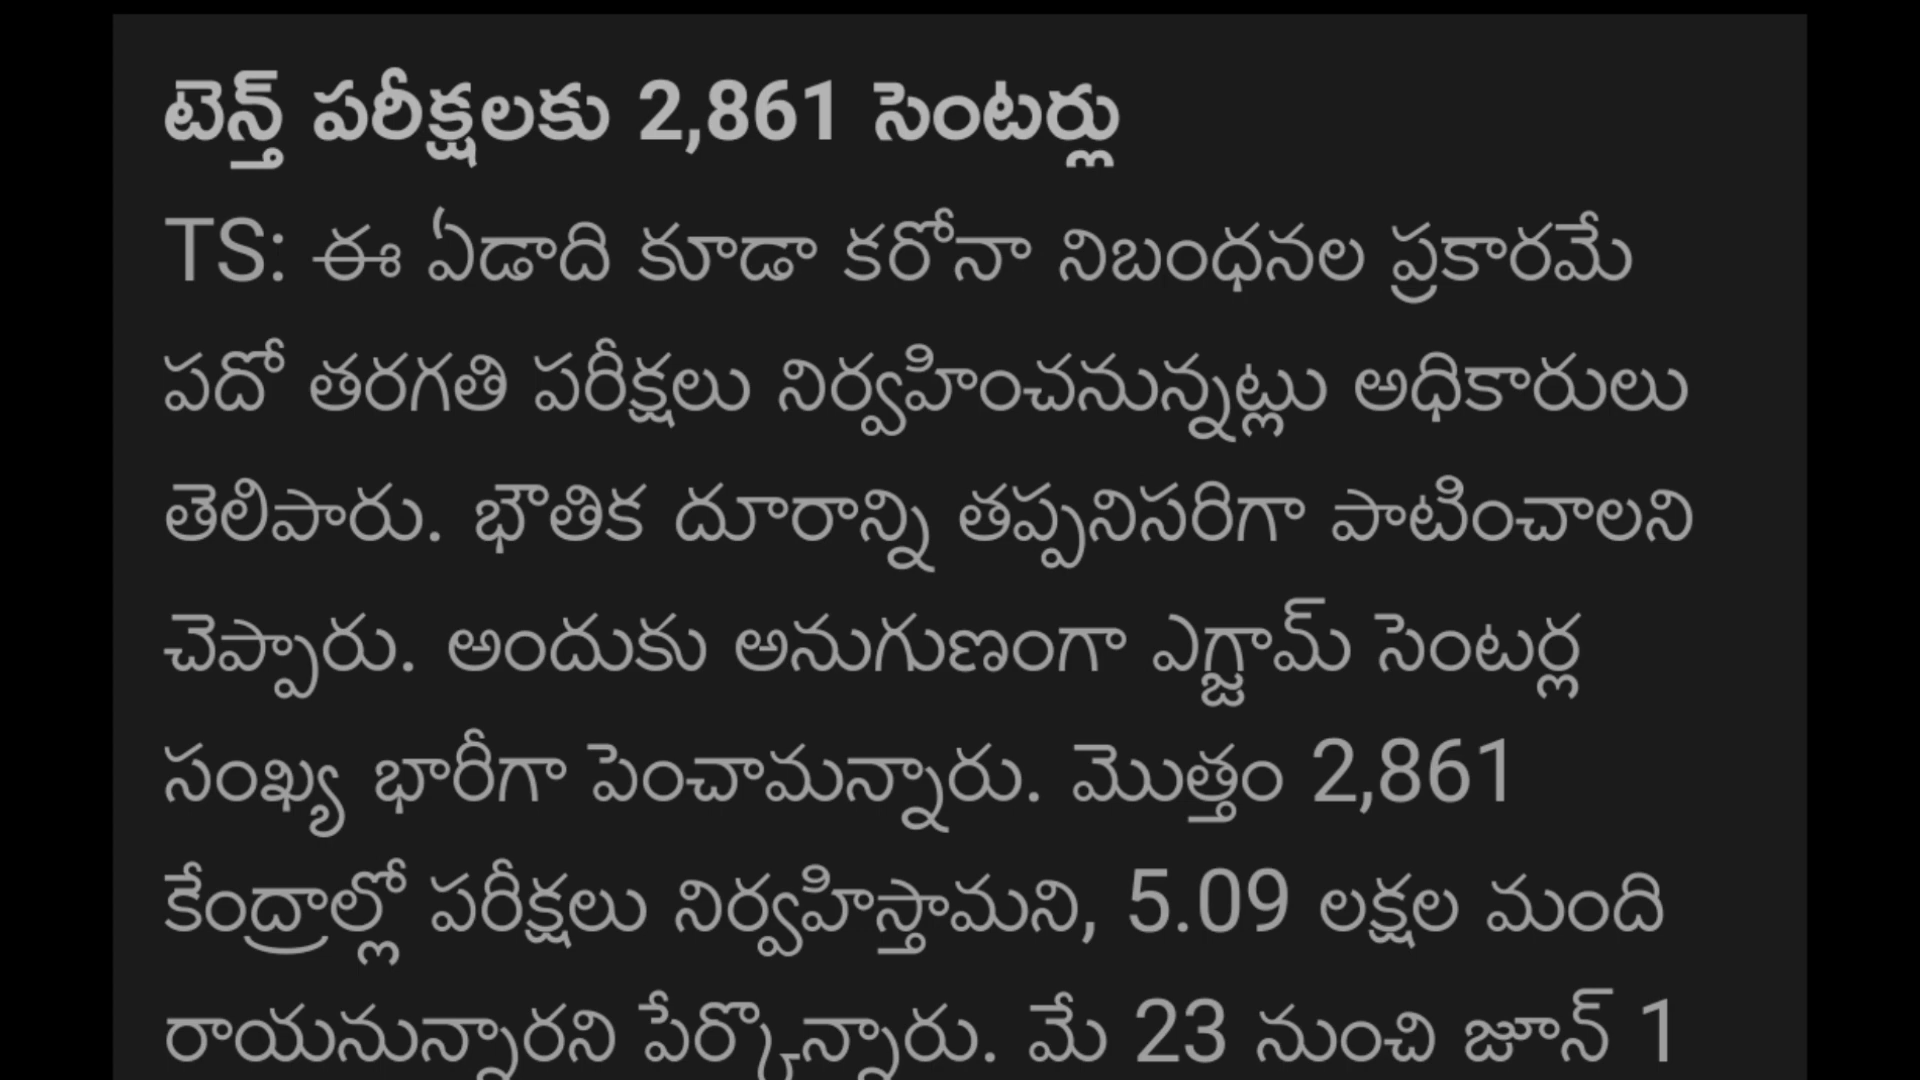 టెన్త్ పరీక్షలకు 2,861 సెంటర్లు
TS: ఈ ఏడాది కూడా కరోనా నిబంధనల ప్రకారమే
పదో తరగతి పరీక్షలు నిర్వహించనున్నట్లు అధికారులు
తెలిపారు. భౌతిక దూరాన్ని తప్పనిసరిగా పాటించాలని
చెప్పారు. అందుకు అనుగుణంగా ఎగ్జామ్ సెంటర్ల
సంఖ్య భారీగా పెంచామన్నారు. మొత్తం 2,861
కేంద్రాల్లో పరీక్షలు నిర్వహిస్తామని, 5.09 లక్షల మంది
రాయనున్నారని పేర్కొన్నారు. మే 23 నుంచి జూన్ 1